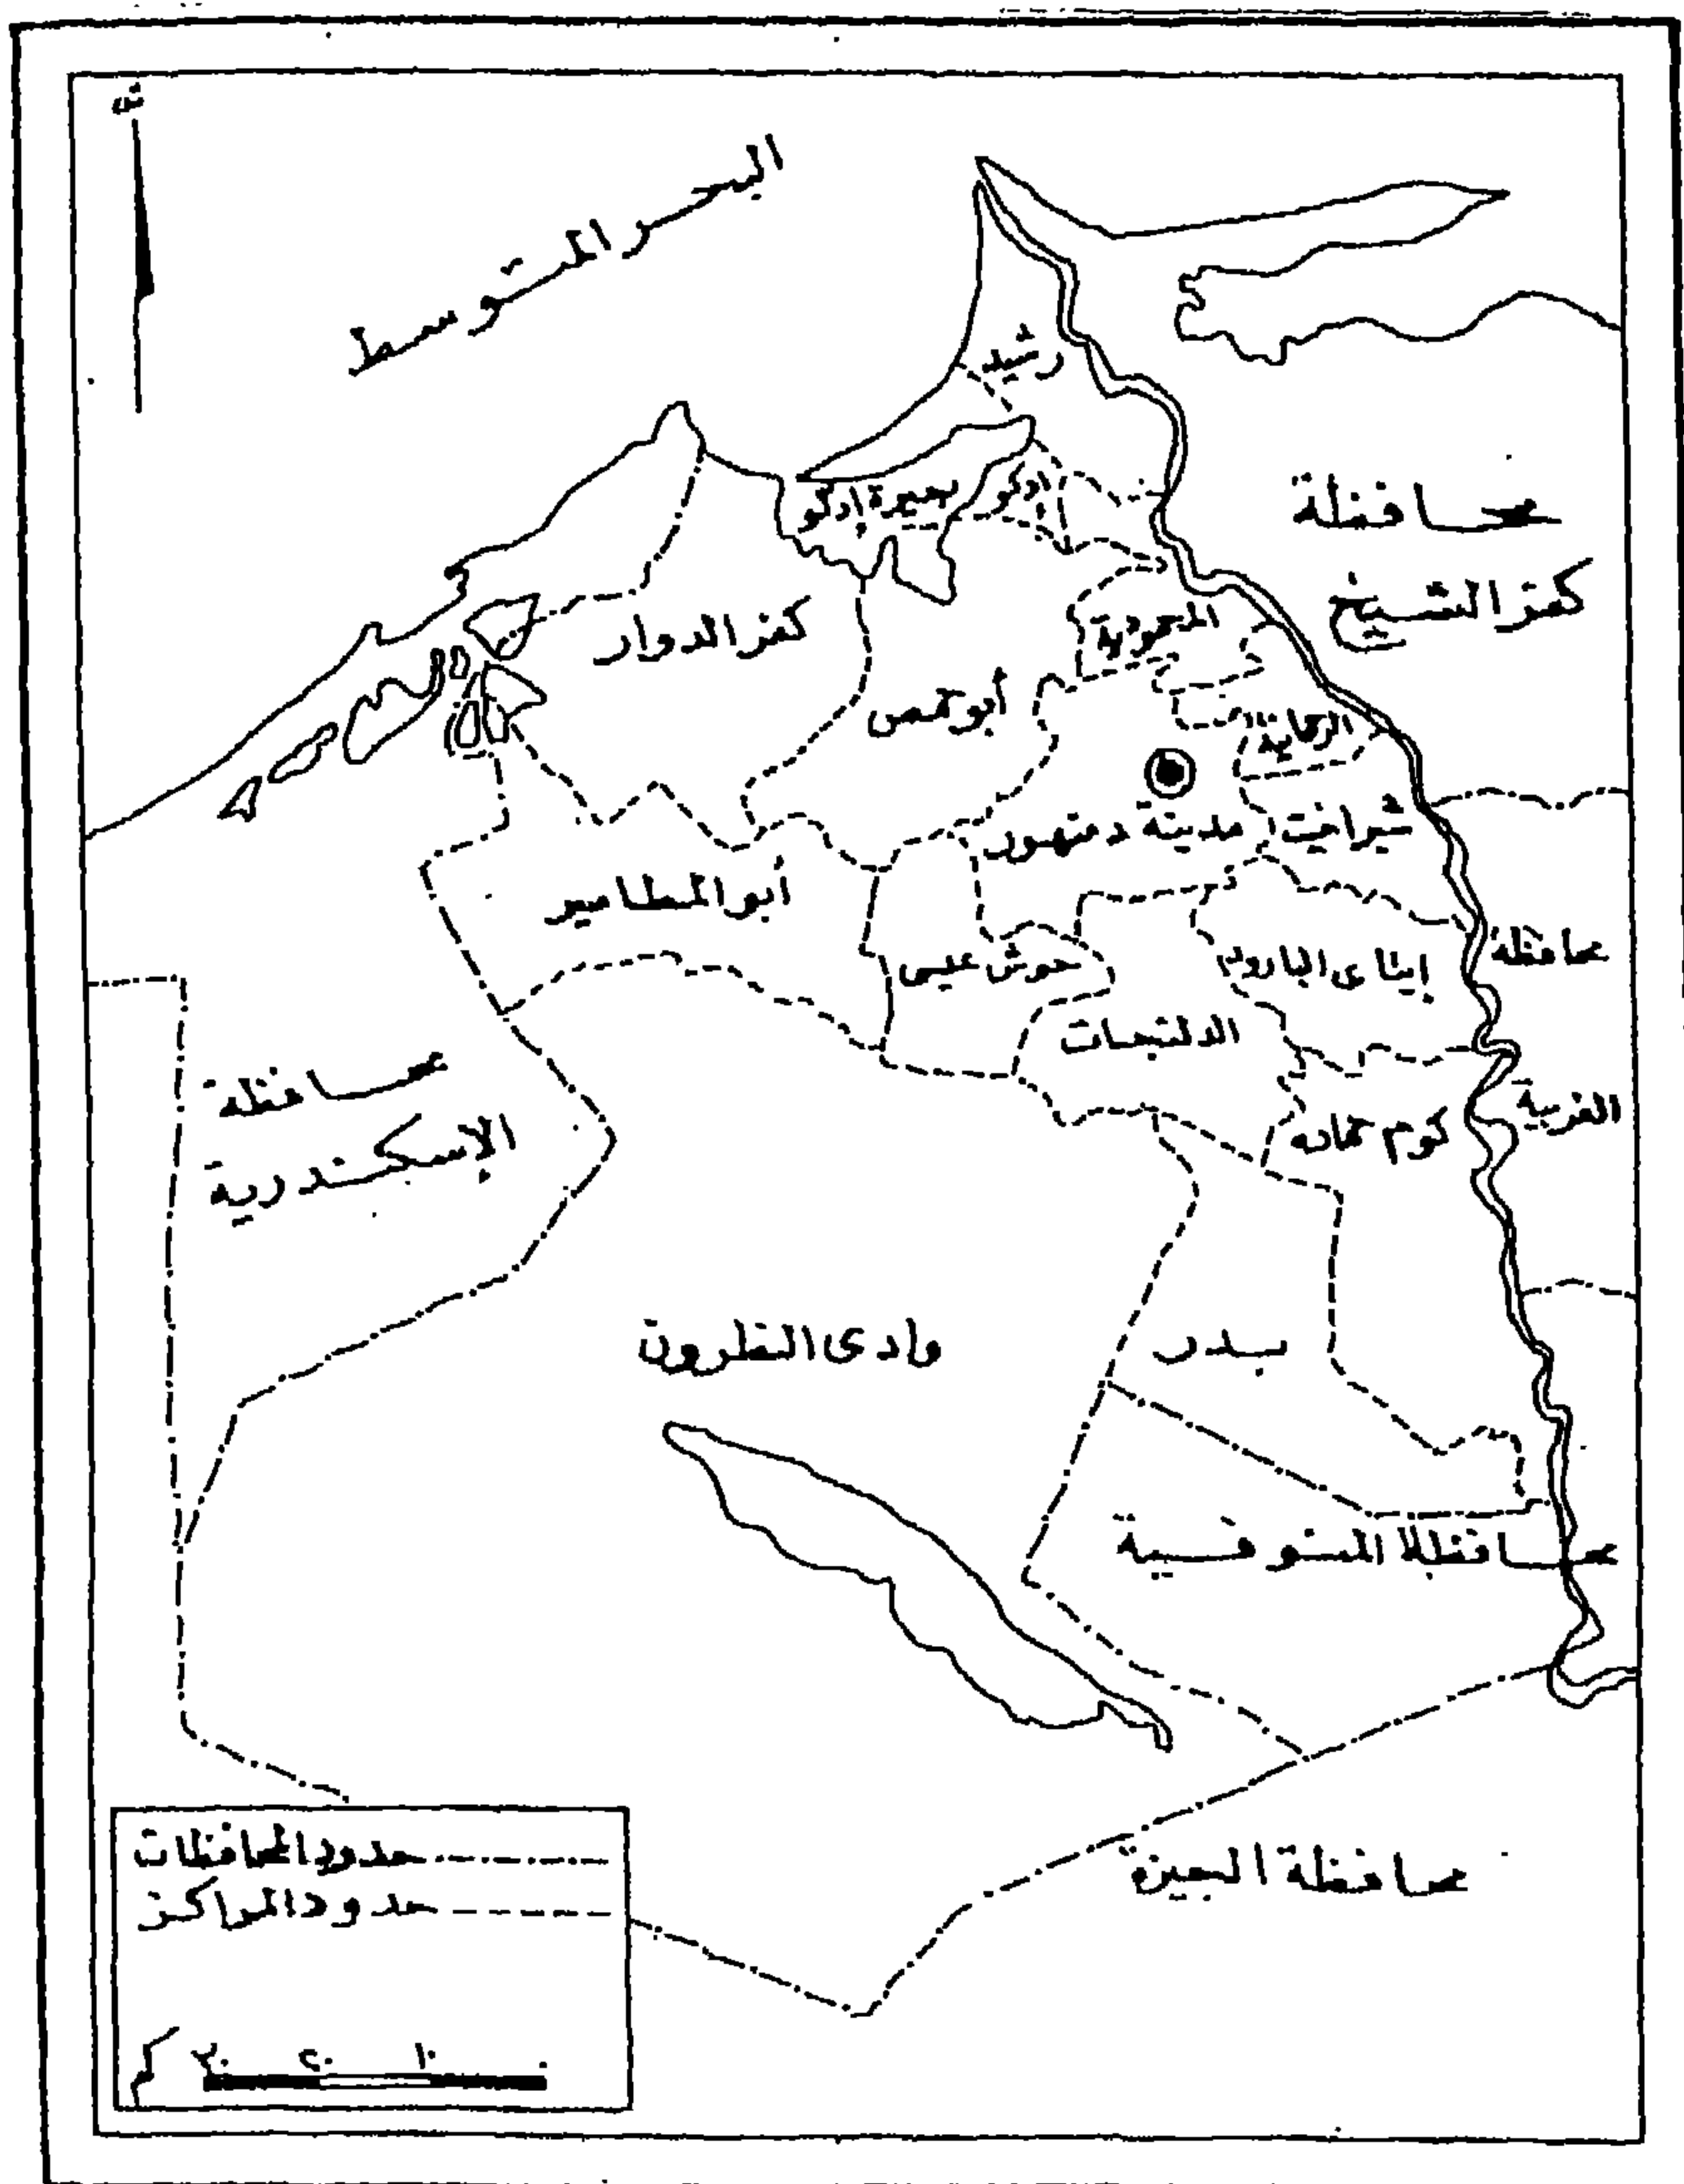 ش
البحر المتوسط
رشيد
محافظة
كفر الشيخ
إدكو
بحيرة إدكو
كفر الدوار
المحمودية
أبو حمص
الرحمانية
شبراخيت
مدينة دمنهور
أبو المطامير
محافظة
الغربية
حوش عيسى
إيتاى البارود
الدلنجات
كوم حمادة
محافظة
الإسكندرية
وادى النطرون
بدر
محافظة المنوفية
محافظة الجيزة
حدود المحافظات
حدود المراكز
٠ ١٠ ٢٠ ٣٠ كم